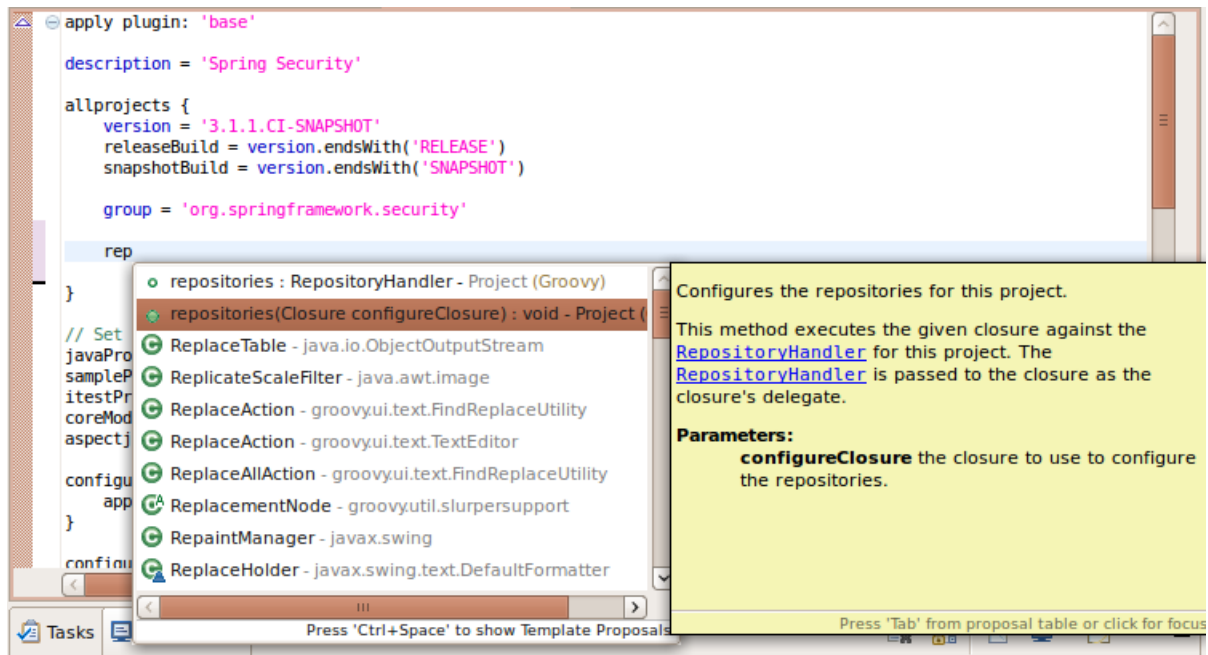 apply plugin: 'base'
description = 'Spring Security'
allprojects {
version = '3.1.1.CI-SNAPSHOT'
releaseBuild = version.endsWith('RELEASE')
snapshotBuild = version.endsWith('SNAPSHOT')
group = 'org.springframework.security'
rep
}
// Set
javaPro
sampleP
itestPr
coreMod
aspectj
configu
app
}
configu
repositories : RepositoryHandler - Project (Groovy)
repositories(Closure configureClosure) : void - Project (
ReplaceTable - java.io.ObjectOutputStream
ReplicateScaleFilter - java.awt.image
ReplaceAction - groovy.ui.text.FindReplaceUtility
ReplaceAction - groovy.ui.text.TextEditor
ReplaceAllAction - groovy.ui.text.FindReplaceUtility
ReplacementNode - groovy.util.slurpersupport
RepaintManager - javax.swing
ReplaceHolder - javax.swing.text.DefaultFormatter
Press 'Ctrl+Space' to show Template Proposals
Configures the repositories for this project.
This method executes the given closure against the
RepositoryHandler for this project. The
RepositoryHandler is passed to the closure as the
closure's delegate.
Parameters:
configureClosure the closure to use to configure
the repositories.
Press 'Tab' from proposal table or click for focus
Tasks